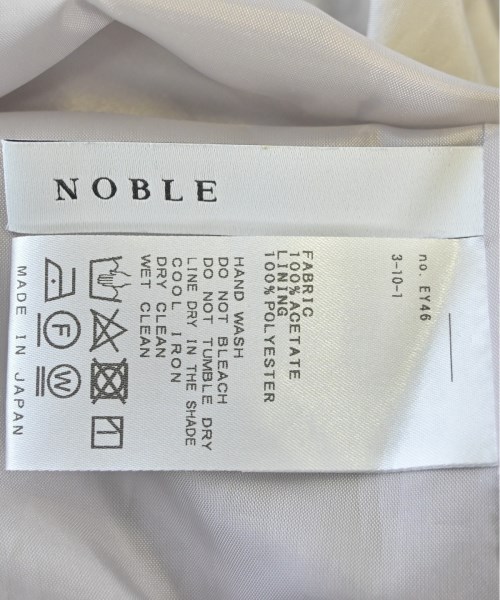 NOBLE
no. EY46
3-10-1
FABRIC
100%ACETATE
LINING
100%POLYESTER
HAND WASH
DO NOT BLEACH
DO NOT TUMBLE DRY
LINE DRY IN THE SHADE
COOL IRON
DRY CLEAN
WET CLEAN
F
W
MADE IN JAPAN